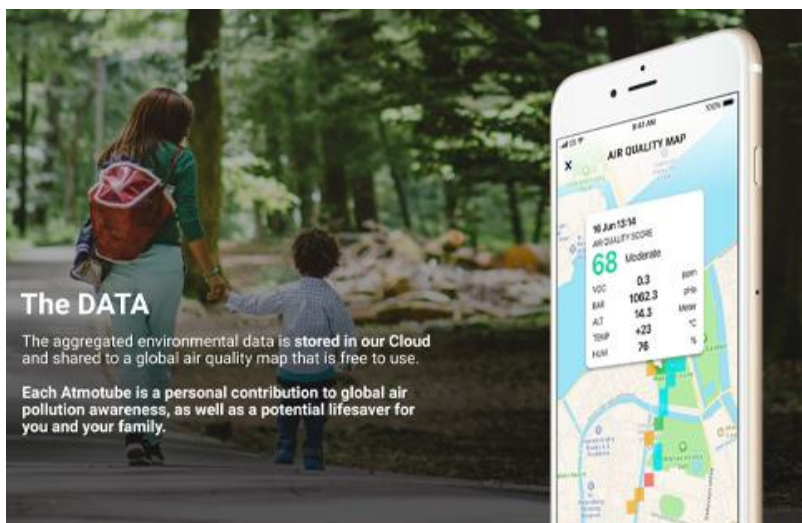 The DATA
The aggregated environmental data is stored in our Cloud
and shared to a global air quality map that is free to use.
Each Atmotube is a personal contribution to global air
pollution awareness, as well as a potential lifesaver for
you and your family.
9:43 AM
100%
X AIR QUALITY MAP
16 Jun 13:14
AIR QUALITY SCORE
68 Moderate
VOC 0.3 ppm
BAR 1062.3 pHa
ALT 14.3 Meter
TEMP +23 °C
HUM 76 %